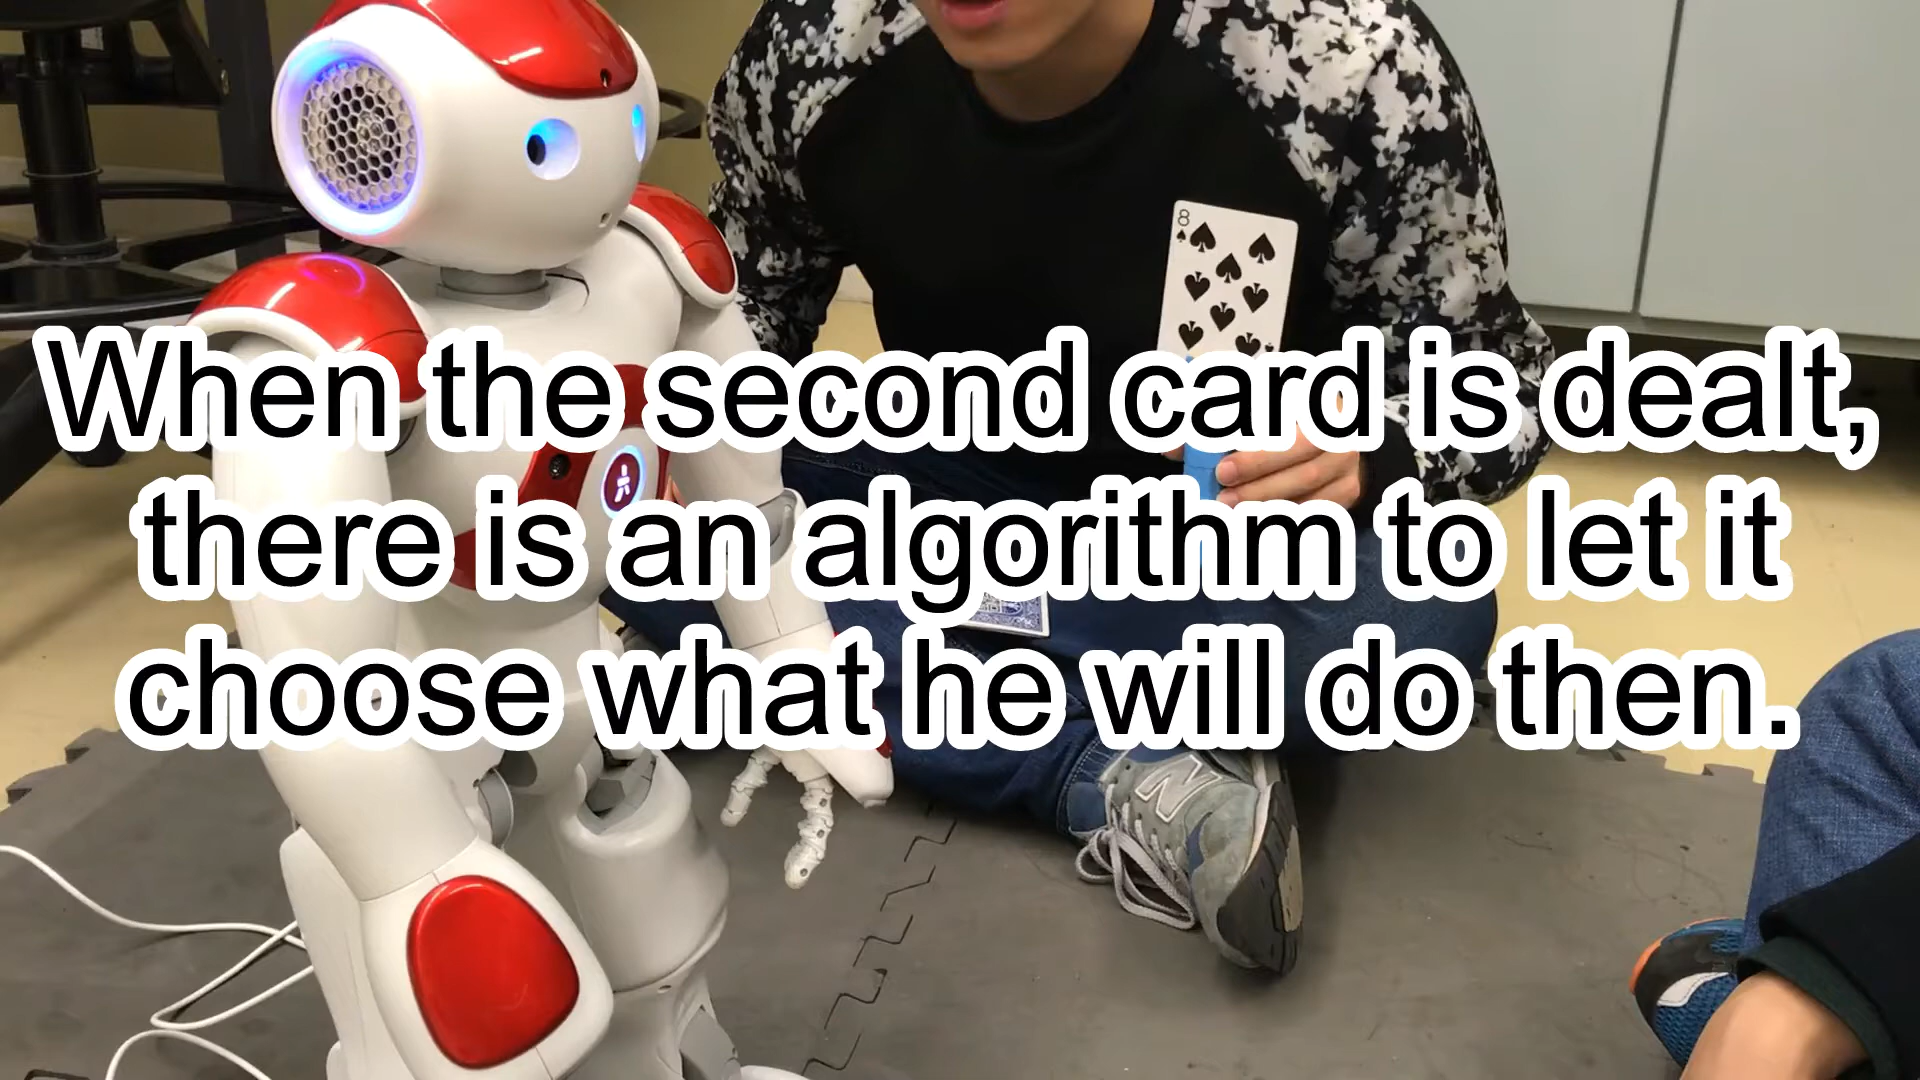 8
When the second card is dealt,
there is an algorithm to let it
choose what he will do then.
N